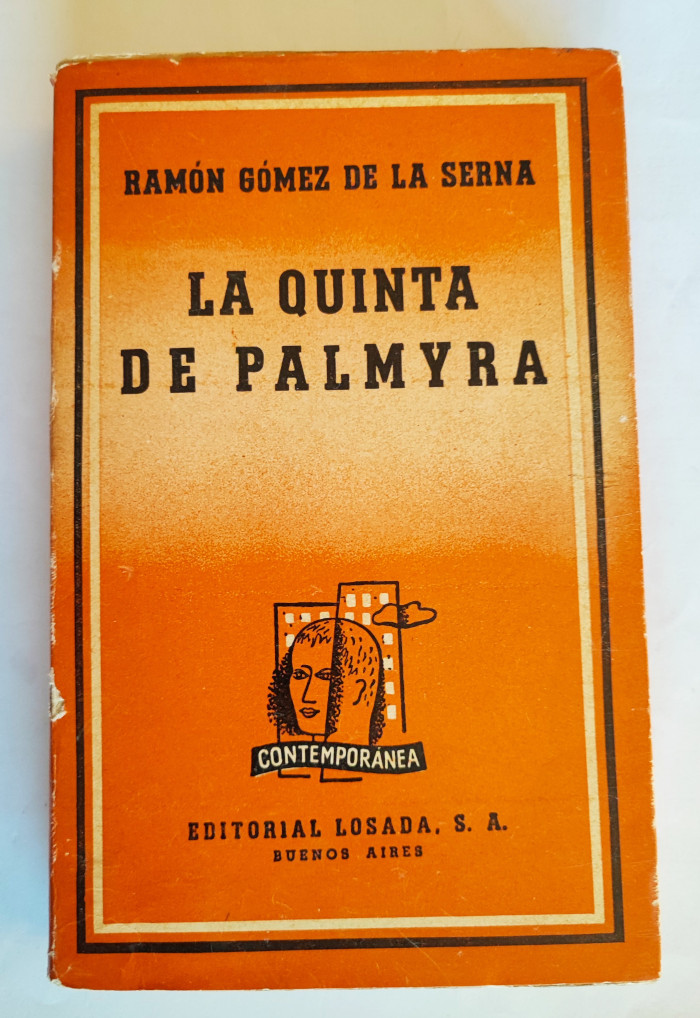 RAMÓN GÓMEZ DE LA SERNA
LA QUINTA
DE PALMYRA
CONTEMPORÁNEA
EDITORIAL LOSADA, S. A.
BUENOS AIRES